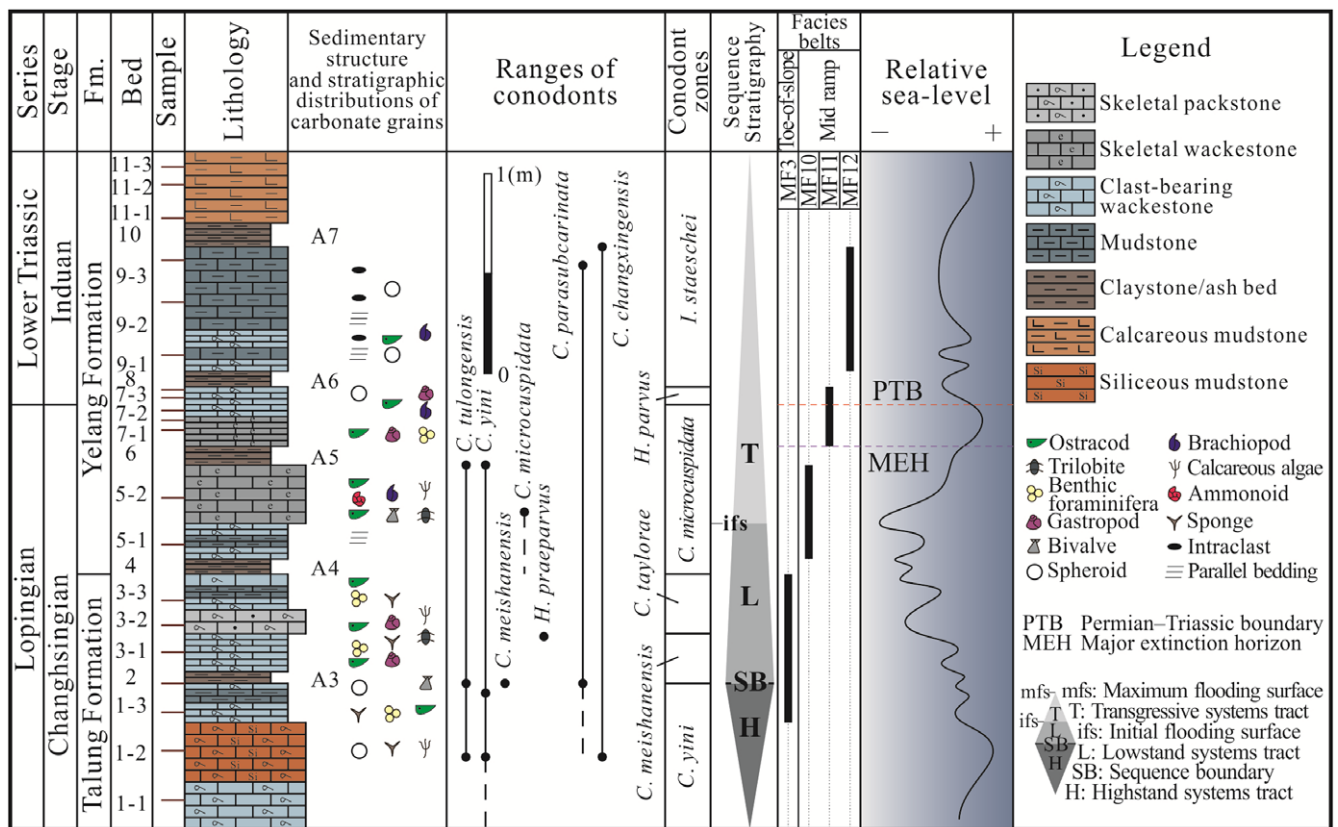 Series
Stage
Fm.
Bed
Sample
Lithology
Sedimentary
structure
and stratigraphic
distributions of
carbonate grains
Ranges of
conodonts
Conodont
zones
Sequence
Stratigraphy
Facies
belts
Toe-of-slope
Mid ramp
Relative
sea-level
− +
MF3
MF10
MF11
MF12
Lower Triassic
Lopingian
Induan
Changhsingian
Yelang Formation
Talung Formation
11-3
11-2
11-1
10
9-3
9-2
9-1
8
7-3
7-2
7-1
6
5-2
5-1
4
3-3
3-2
3-1
2
1-3
1-2
1-1
A7
A6
A5
A4
A3
1(m)
0
C. tulongensis
C. yini
C. meishanensis
C. microcuspidata
H. praeparvus
C. parasubcarinata
C. changxingensis
I. staeschei
H. parvus
C. microcuspidata
C. taylorae
C. meishanensis
C. yini
T
ifs
L
SB
H
PTB
MEH
Legend
Skeletal packstone
Skeletal wackestone
Clast-bearing
wackestone
Mudstone
Claystone/ash bed
Calcareous mudstone
Si Si
Si
Siliceous mudstone
Ostracod
Brachiopod
Trilobite
Calcareous algae
Benthic
foraminifera
Ammonoid
Gastropod
Sponge
Bivalve
Intraclast
Spheroid
Parallel bedding
PTB Permian–Triassic boundary
MEH Major extinction horizon
mfs
mfs: Maximum flooding surface
T
T: Transgressive systems tract
ifs
ifs: Initial flooding surface
L
L: Lowstand systems tract
SB
SB: Sequence boundary
H
H: Highstand systems tract